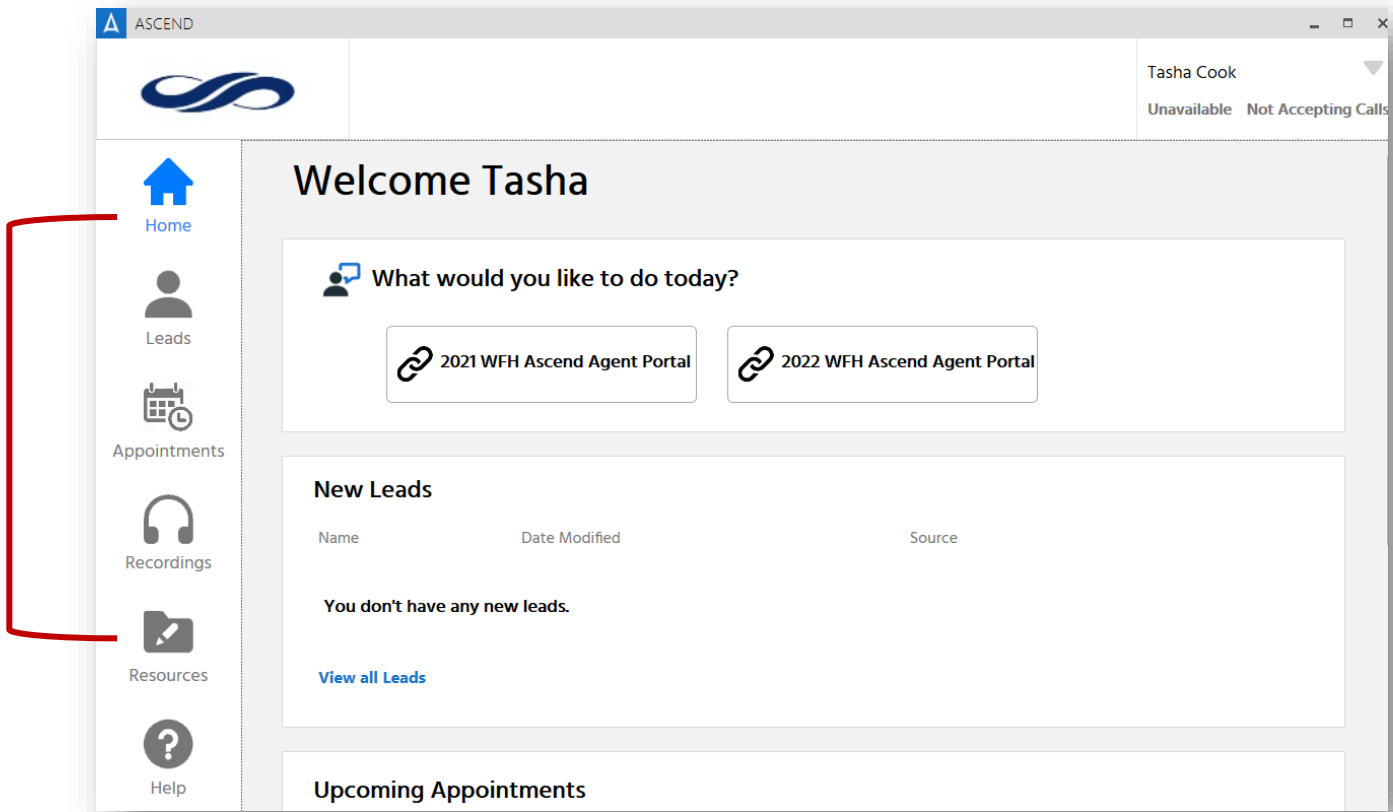 ASCEND
Tasha Cook
Unavailable Not Accepting Calls
Home
Leads
Appointments
Recordings
Resources
Help
Welcome Tasha
What would you like to do today?
2021 WFH Ascend Agent Portal
2022 WFH Ascend Agent Portal
New Leads
Name Date Modified Source
You don't have any new leads.
View all Leads
Upcoming Appointments